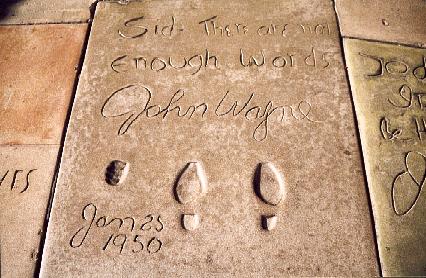 Sid- There are not
Enough Words
John Wayne
Jan 25
1950